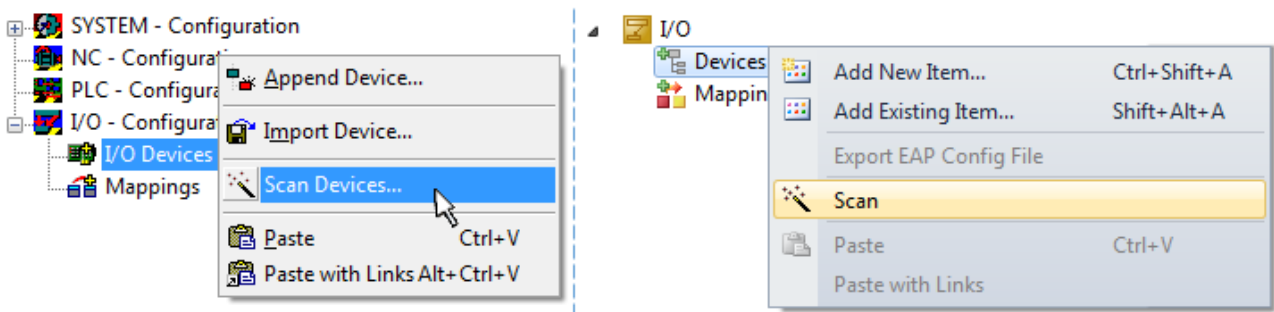 SYSTEM - Configuration
NC - Configurati
PLC - Configura
I/O - Configurat
I/O Devices
Mappings
Append Device...
Import Device...
Scan Devices...
Paste Ctrl+V
Paste with Links Alt+Ctrl+V
I/O
Devices
Mappin
Add New Item... Ctrl+Shift+A
Add Existing Item... Shift+Alt+A
Export EAP Config File
Scan
Paste Ctrl+V
Paste with Links